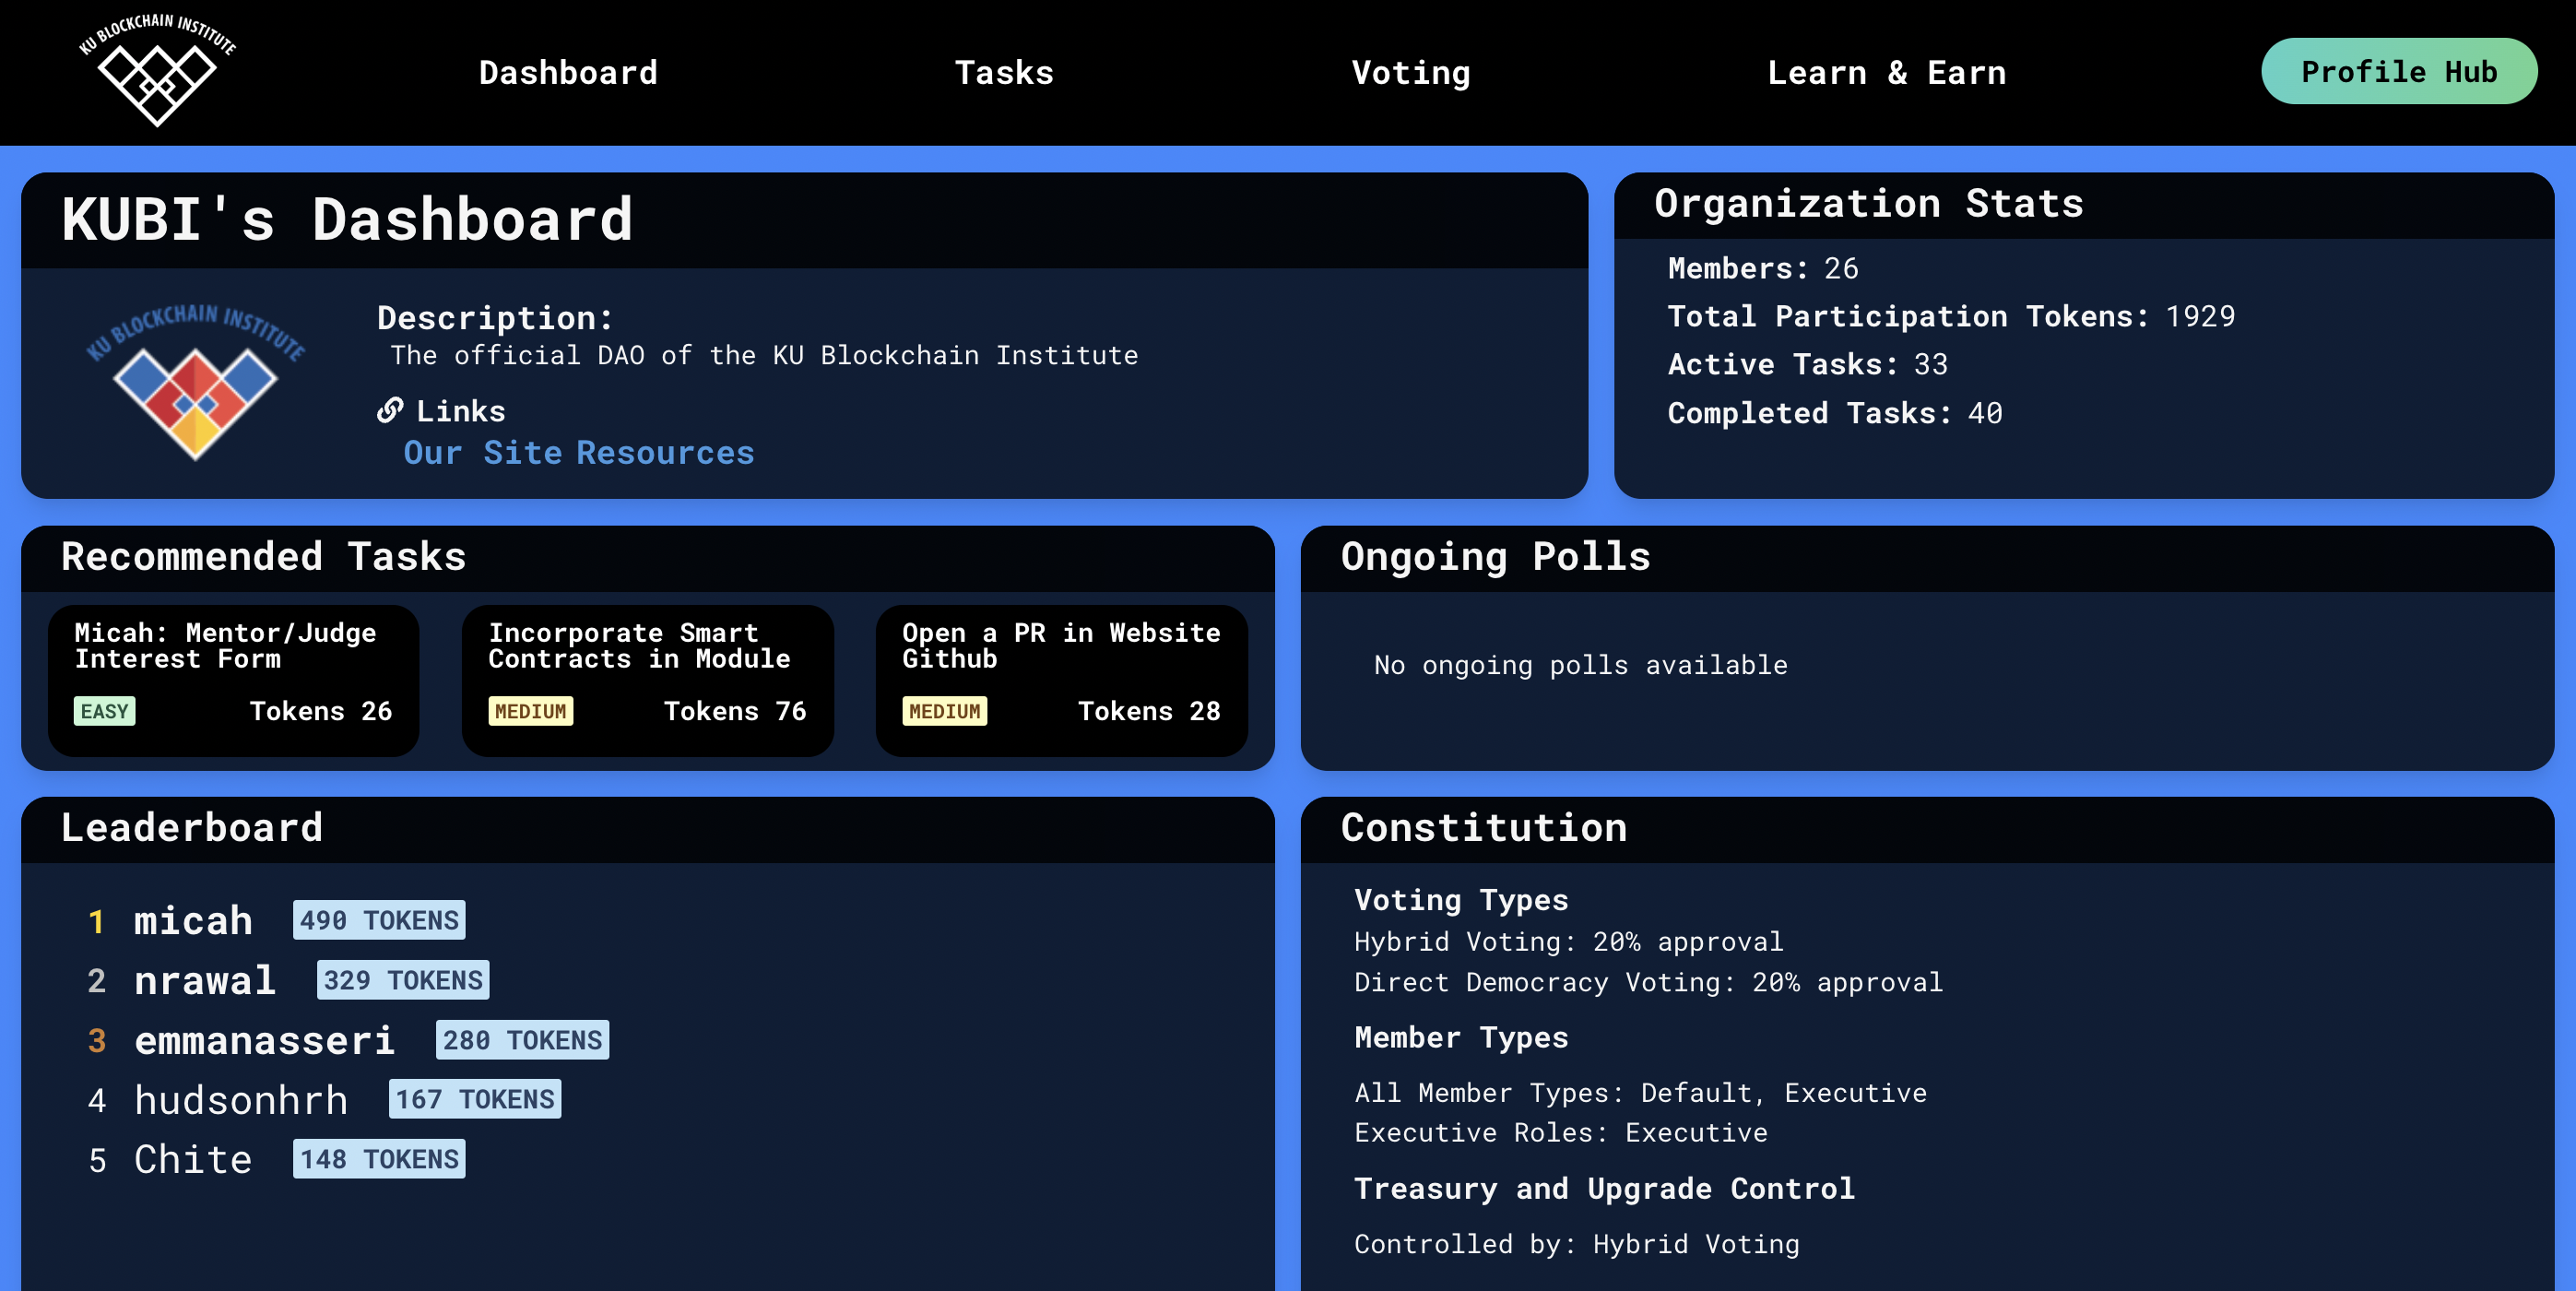 KU BLOCKCHAIN INSTITUTE
Dashboard
Tasks
Voting
Learn & Earn
Profile Hub
KUBI's Dashboard
KU BLOCKCHAIN INSTITUTE
Description:
The official DAO of the KU Blockchain Institute
Links
Our Site Resources
Organization Stats
Members: 26
Total Participation Tokens: 1929
Active Tasks: 33
Completed Tasks: 40
Recommended Tasks
Micah: Mentor/Judge
Interest Form
EASY
Tokens 26
Incorporate Smart
Contracts in Module
MEDIUM
Tokens 76
Open a PR in Website
Github
MEDIUM
Tokens 28
Ongoing Polls
No ongoing polls available
Leaderboard
1 micah 490 TOKENS
2 nrawal 329 TOKENS
3 emmanasseri 280 TOKENS
4 hudsonhrh 167 TOKENS
5 Chite 148 TOKENS
Constitution
Voting Types
Hybrid Voting: 20% approval
Direct Democracy Voting: 20% approval
Member Types
All Member Types: Default, Executive
Executive Roles: Executive
Treasury and Upgrade Control
Controlled by: Hybrid Voting